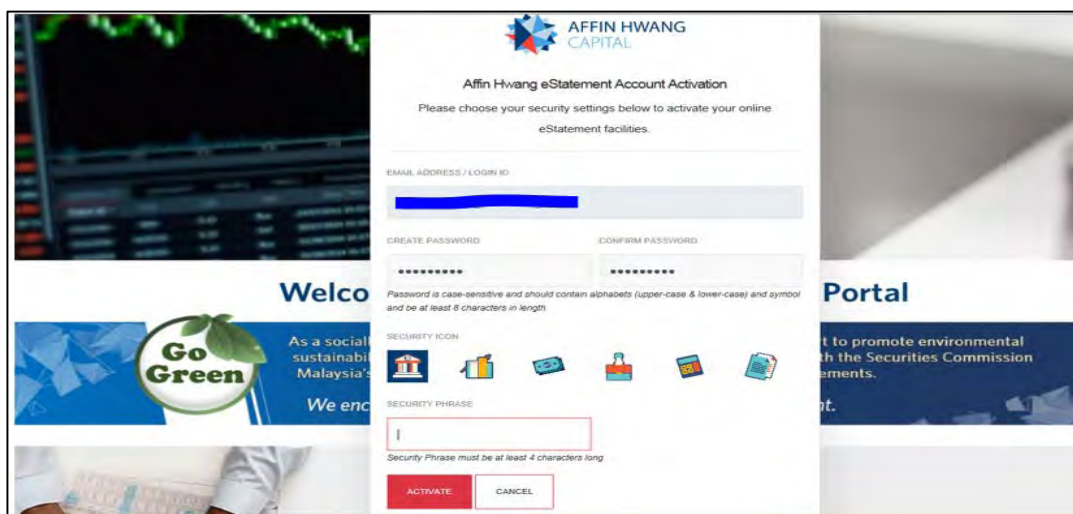 AFFIN HWANG
CAPITAL
Affin Hwang eStatement Account Activation
Please choose your security settings below to activate your online
eStatement facilities.
EMAIL ADDRESS / LOGIN ID
CREATE PASSWORD CONFIRM PASSWORD
Password is case-sensitive and should contain alphabets (upper-case & lower-case) and symbol
and be at least 8 characters in length
Welco Portal
Go
Green
As a sociall t to promote environmental
sustainabil th the Securities Commission
Malaysia's ements.
We enc nt.
SECURITY ICON
SECURITY PHRASE
Security Phrase must be at least 4 characters long
ACTIVATE CANCEL